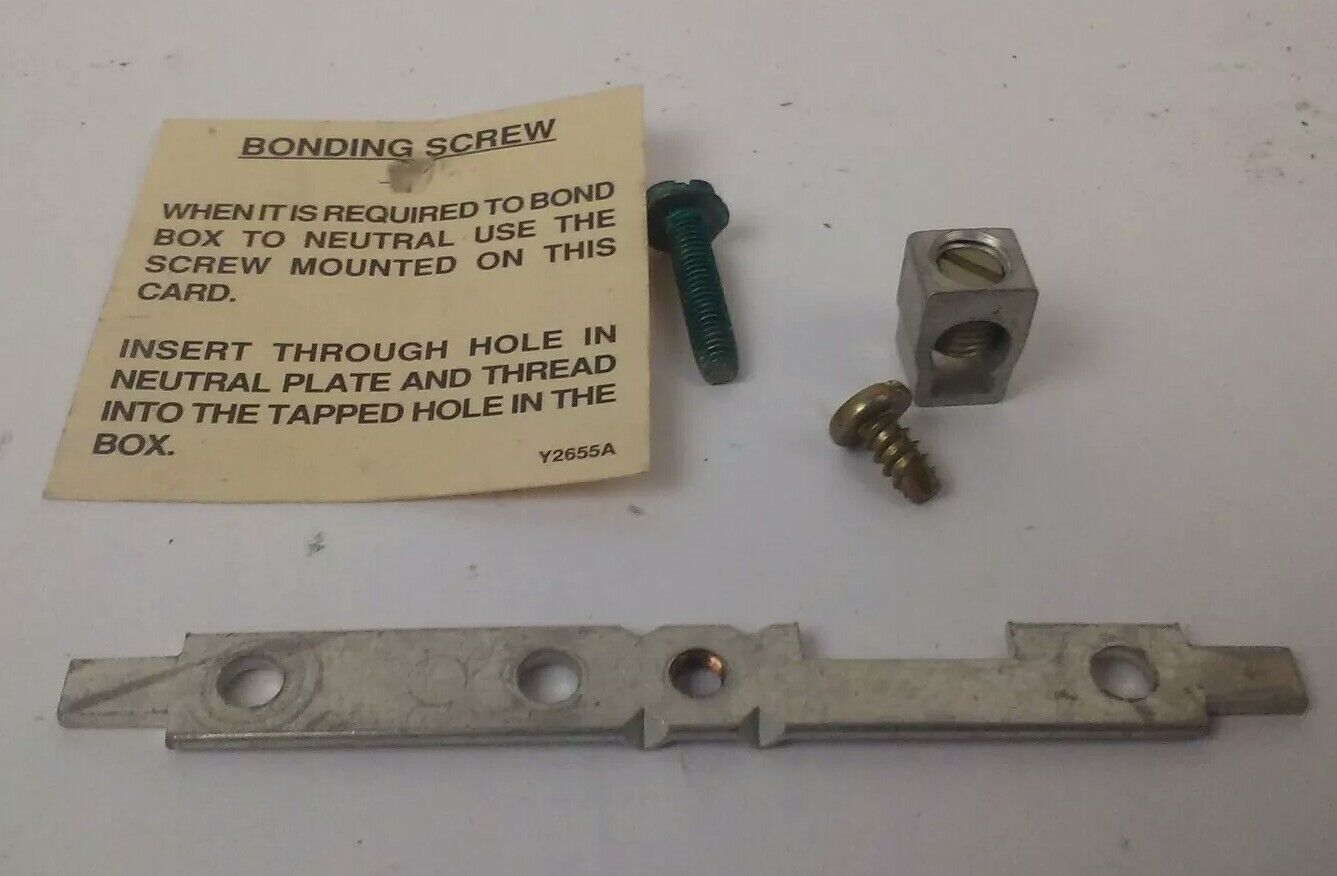 BONDING SCREW
WHEN IT IS REQUIRED TO BOND
BOX TO NEUTRAL USE THE
SCREW MOUNTED ON THIS
CARD.
INSERT THROUGH HOLE IN
NEUTRAL PLATE AND THREAD
INTO THE TAPPED HOLE IN THE
BOX.
Y2655A